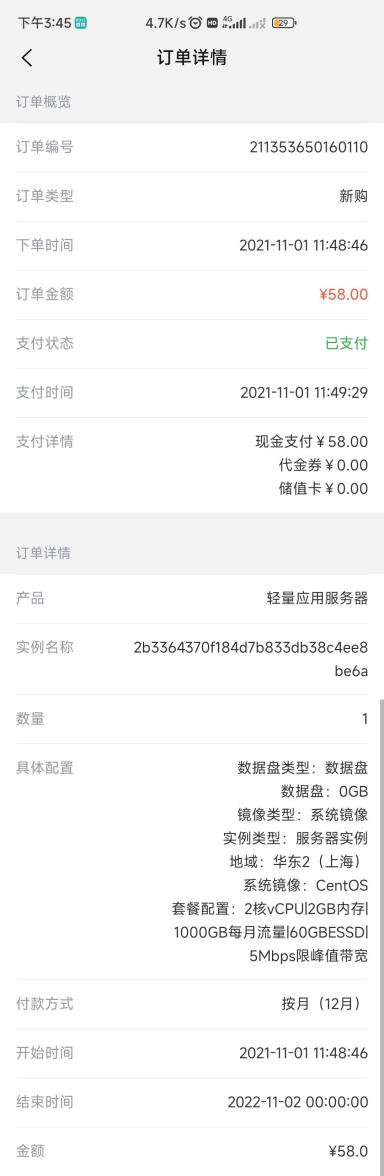 下午3:45
4.7K/s HD 4G 29
订单详情
订单概览
订单编号 211353650160110
订单类型 新购
下单时间 2021-11-01 11:48:46
订单金额 ¥58.00
支付状态 已支付
支付时间 2021-11-01 11:49:29
支付详情 现金支付￥58.00
代金券￥0.00
储值卡￥0.00
订单详情
产品 轻量应用服务器
实例名称 2b3364370f184d7b833db38c4ee8
be6a
数量 1
具体配置 数据盘类型：数据盘
数据盘：0GB
镜像类型：系统镜像
实例类型：服务器实例
地域：华东2（上海）
系统镜像：CentOS
套餐配置：2核vCPU|2GB内存|
1000GB每月流量|60GBESSD|
5Mbps限峰值带宽
付款方式 按月（12月）
开始时间 2021-11-01 11:48:46
结束时间 2022-11-02 00:00:00
金额 ¥58.0